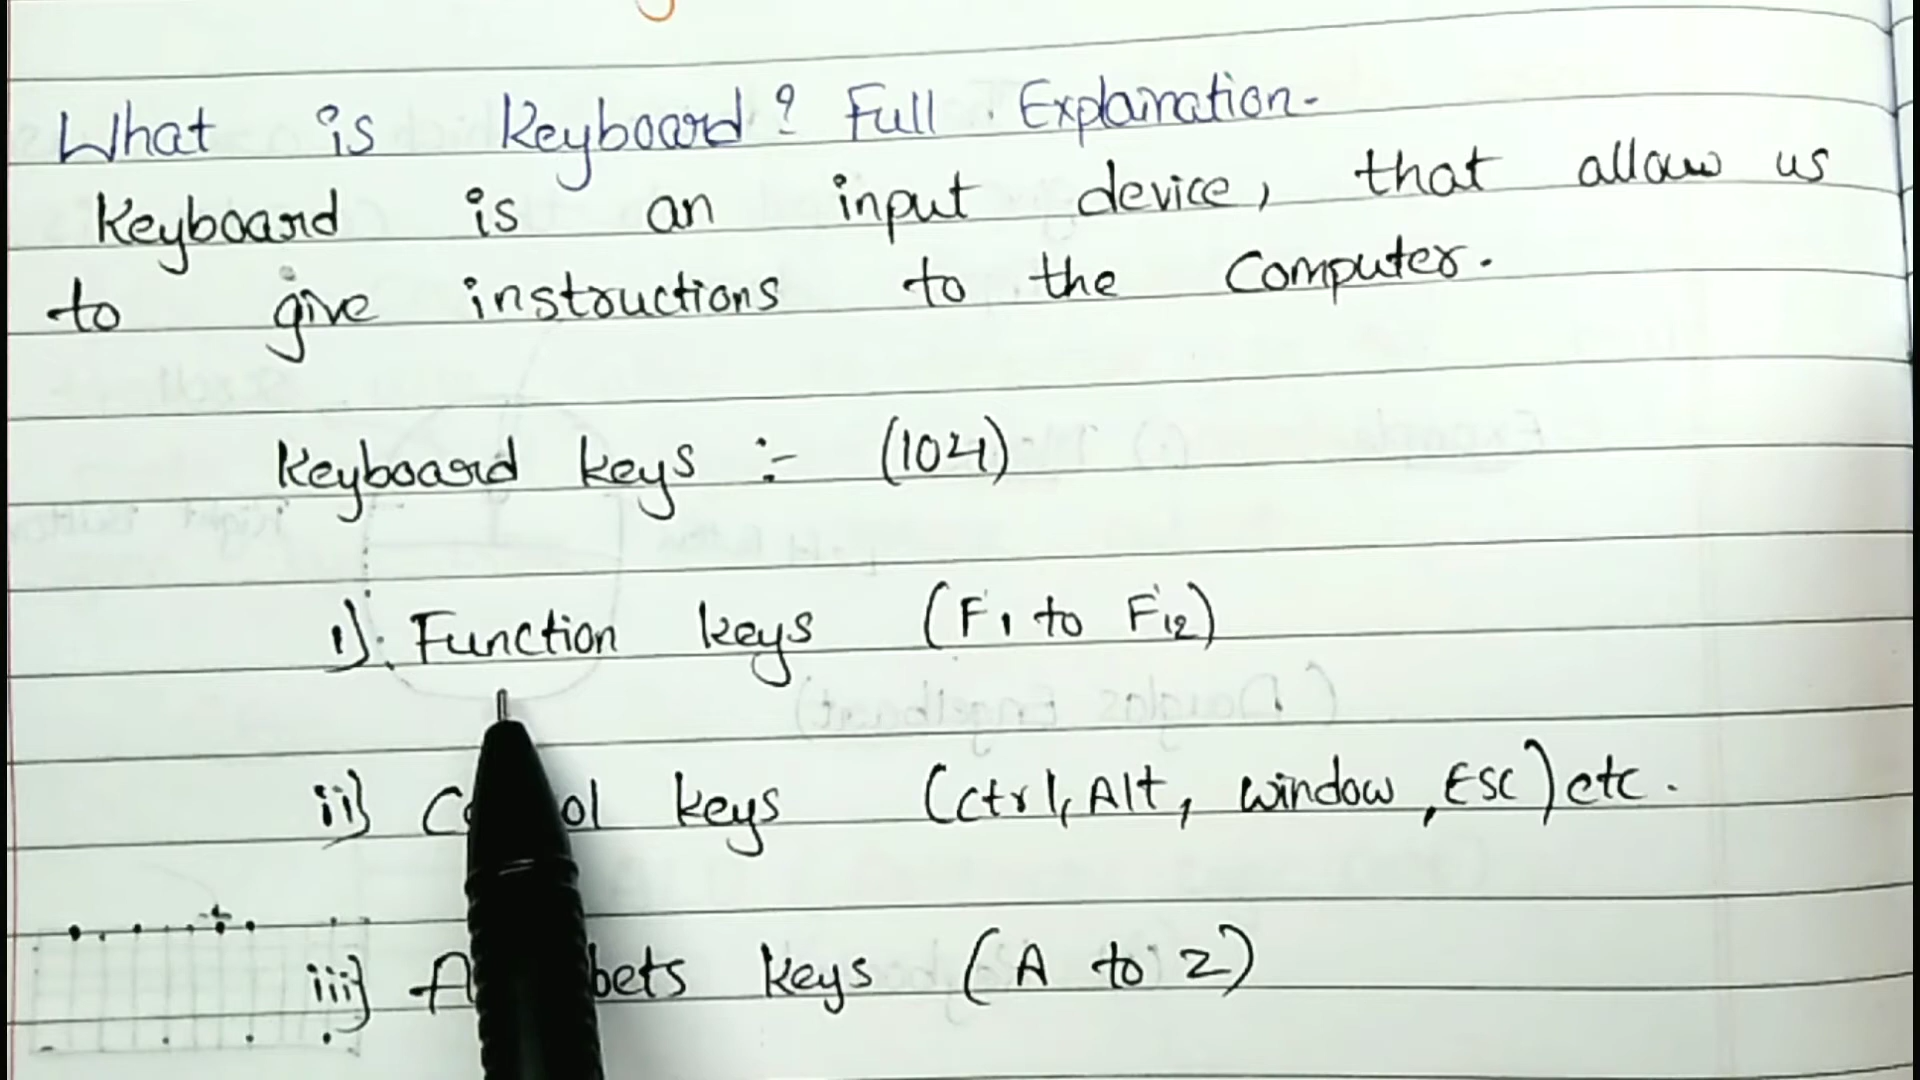 What is Keyboard? Full Explaination-
Keyboard is an input device, that allow us
to give instructions to the Computer.
Keyboard keys :- (104)
i). Function keys (F1 to F12)
ii) keys (Ctrl, Alt, Window, Esc) etc.
iii) keys (A to Z)